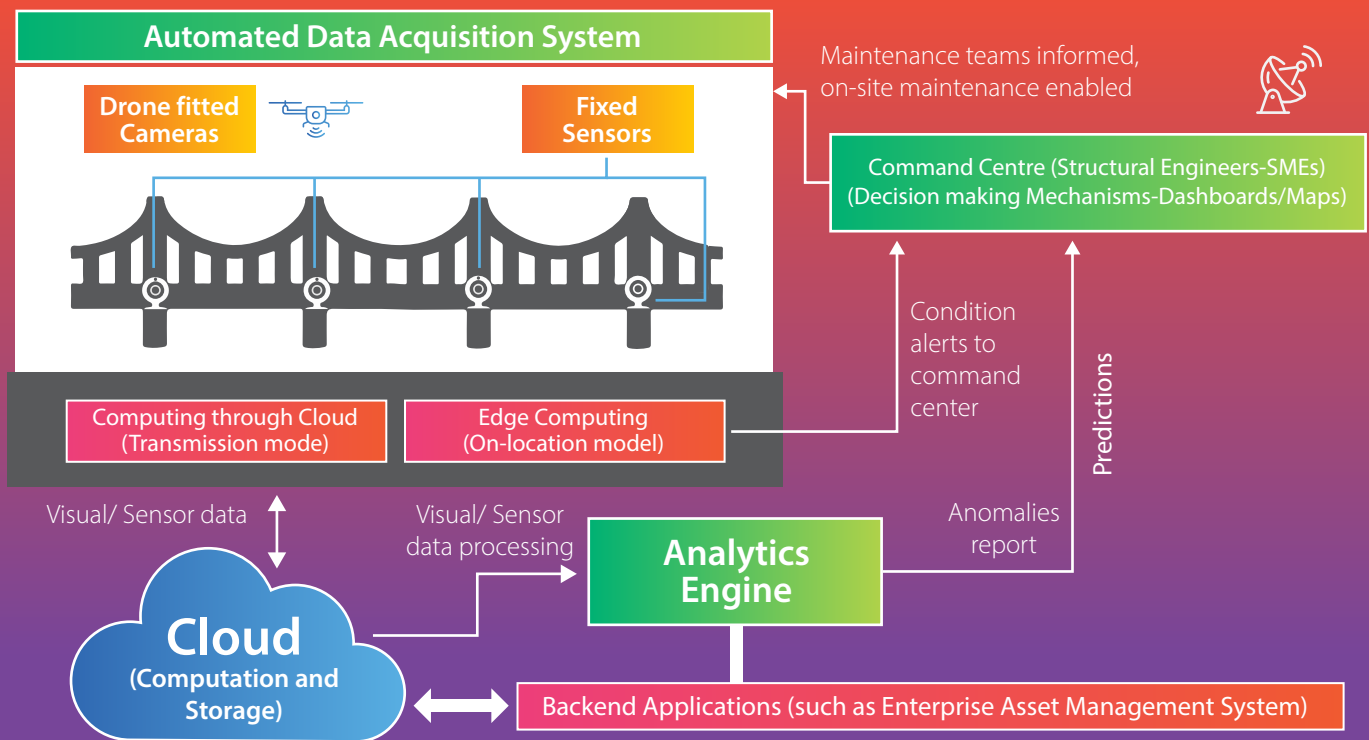 Automated Data Acquisition System
Drone fitted
Cameras
Fixed
Sensors
Maintenance teams informed,
on-site maintenance enabled
Command Centre (Structural Engineers-SMEs)
(Decision making Mechanisms-Dashboards/Maps)
Condition
alerts to
command
center
Predictions
Computing through Cloud
(Transmission mode)
Edge Computing
(On-location model)
Visual/ Sensor data
Visual/ Sensor
data processing
Anomalies
report
Analytics
Engine
Cloud
(Computation and
Storage)
Backend Applications (such as Enterprise Asset Management System)